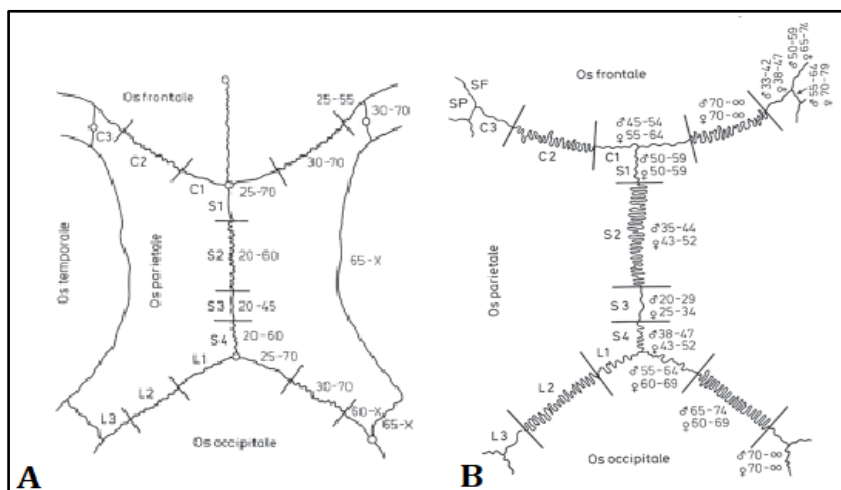 Os frontale
25-55
30-70
C3
C2
C1
25-70
30-70
S1
Os temporale
Os parietale
S2
20-60
65-X
S3
20-45
S4
20-60
L1
25-70
L2
30-70
L3
60-X
65-X
Os occipitale
A
Os frontale
SF
SP
C3
C2
C1
♂45-54
♀55-64
♂70-∞
♀70-∞
♂33-42
♀38-47
♂50-59
♀65-74
♂55-64
♀70-79
S1
♂50-59
♀50-59
S2
♂35-44
♀43-52
Os parietale
S3
♂20-29
♀25-34
S4
♂38-47
♀43-52
L1
♂55-64
♀60-69
L2
♂65-74
♀60-69
L3
♂70-∞
♀70-∞
Os occipitale
B